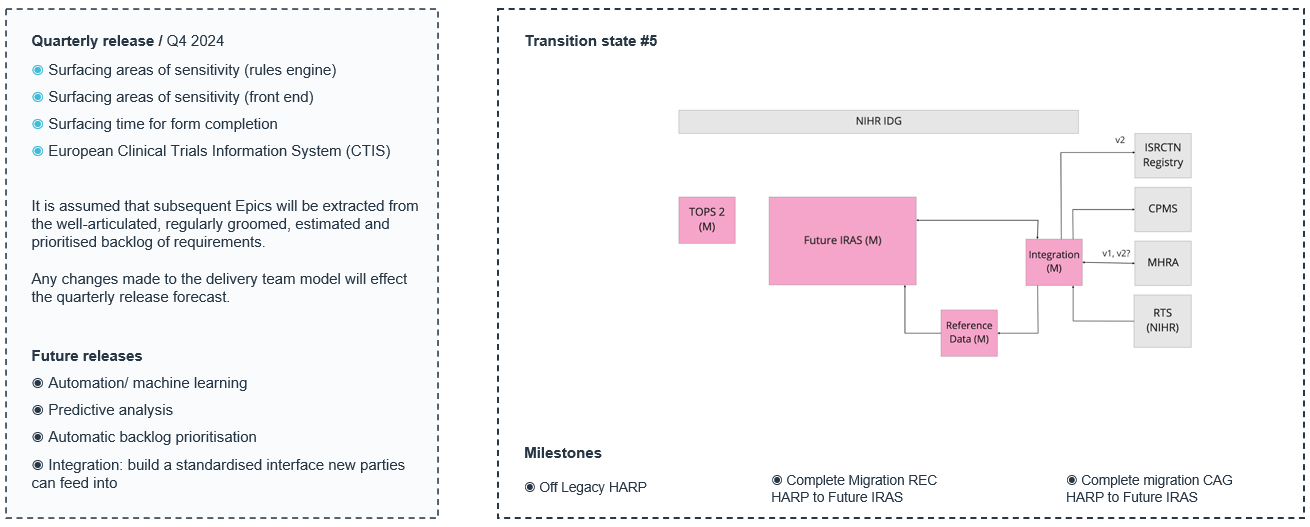 Quarterly release / Q4 2024
Surfacing areas of sensitivity (rules engine)
Surfacing areas of sensitivity (front end)
Surfacing time for form completion
European Clinical Trials Information System (CTIS)
It is assumed that subsequent Epics will be extracted from
the well-articulated, regularly groomed, estimated and
prioritised backlog of requirements.
Any changes made to the delivery team model will effect
the quarterly release forecast.
Future releases
Automation/ machine learning
Predictive analysis
Automatic backlog prioritisation
Integration: build a standardised interface new parties
can feed into
Transition state #5
NIHR IDG
TOPS 2
(M)
Future IRAS (M)
Integration
(M)
Reference
Data (M)
v2
ISRCTN
Registry
CPMS
v1, v2?
MHRA
RTS
(NIHR)
Milestones
Off Legacy HARP
Complete Migration REC
HARP to Future IRAS
Complete migration CAG
HARP to Future IRAS